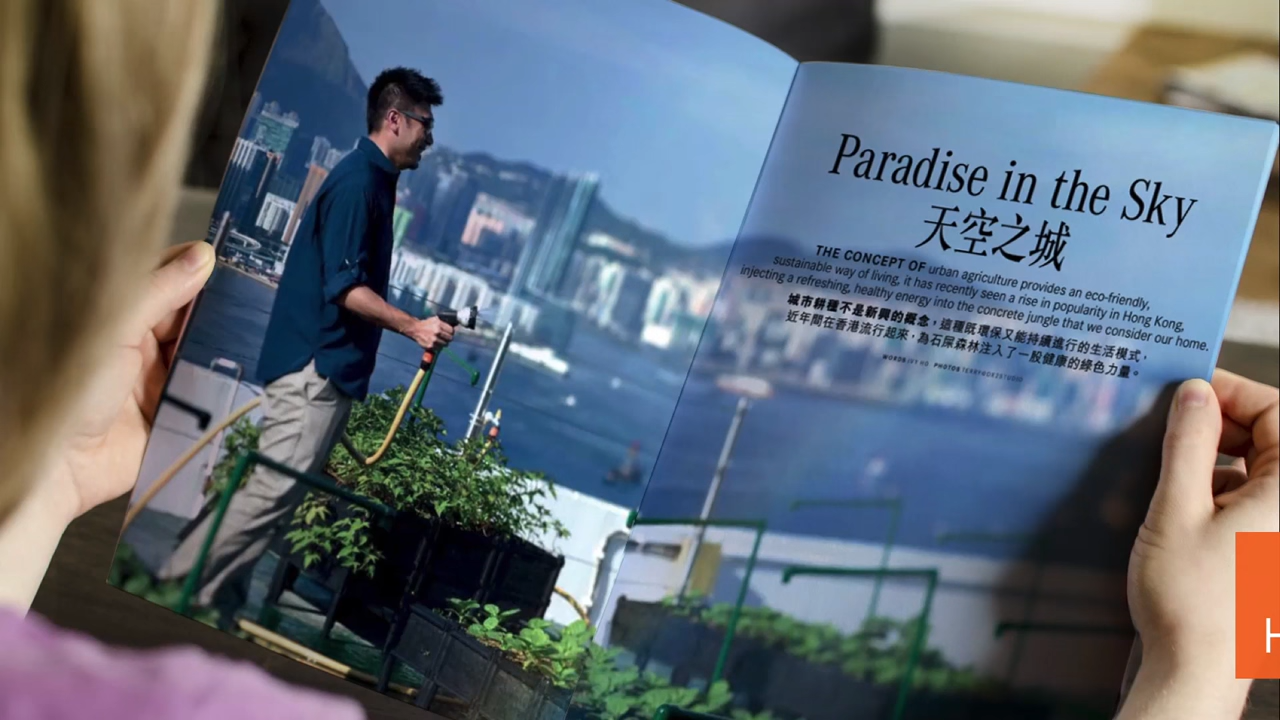 Paradise in the Sky
天空之城
THE CONCEPT OF urban agriculture provides an eco-friendly,
sustainable way of living, it has recently seen a rise in popularity in Hong Kong,
injecting a refreshing, healthy energy into the concrete jungle that we consider our home.
城市耕種不是新興的概念，這種既環保又能持續進行的生活模式，
近年間在香港流行起來，為石屎森林注入了一股健康的綠色力量。
WORDS PHOTOS
H